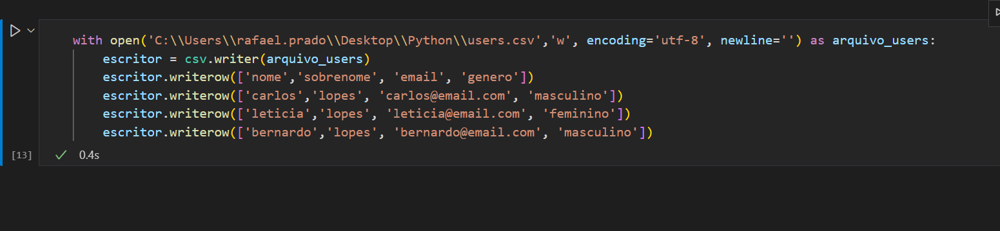 with open('C:\\Users\\rafael.prado\\Desktop\\Python\\users.csv','w', encoding='utf-8', newline='') as arquivo_users:
escritor = csv.writer(arquivo_users)
escritor.writerow(['nome','sobrenome', 'email', 'genero'])
escritor.writerow(['carlos','lopes', 'carlos@email.com', 'masculino'])
escritor.writerow(['leticia','lopes', 'leticia@email.com', 'feminino'])
escritor.writerow(['bernardo','lopes', 'bernardo@email.com', 'masculino'])
[13] 0.4s